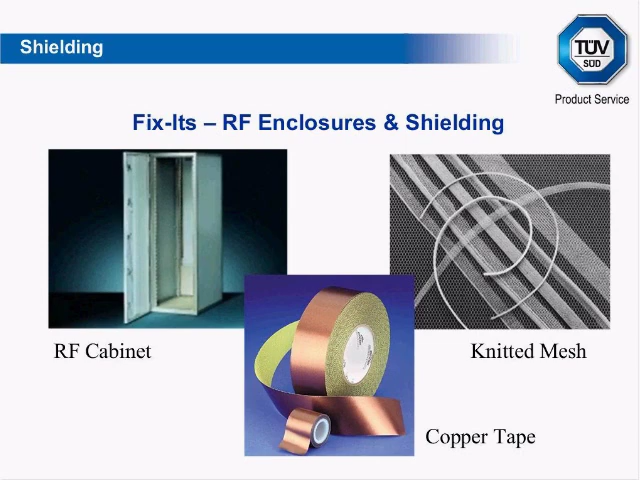 Shielding
TÜV
SÜD
Product Service
Fix-Its – RF Enclosures & Shielding
RF Cabinet
Knitted Mesh
Copper Tape